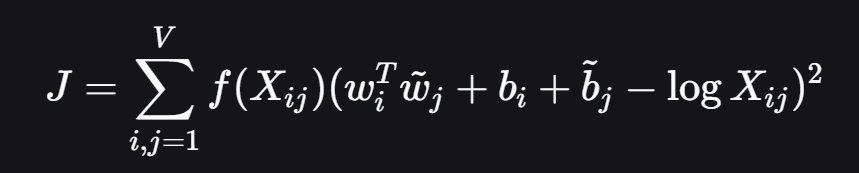 $J = \sum_{i,j=1}^{V} f(X_{ij})(w_i^T \tilde{w}_j + b_i + \tilde{b}_j - \log X_{ij})^2$